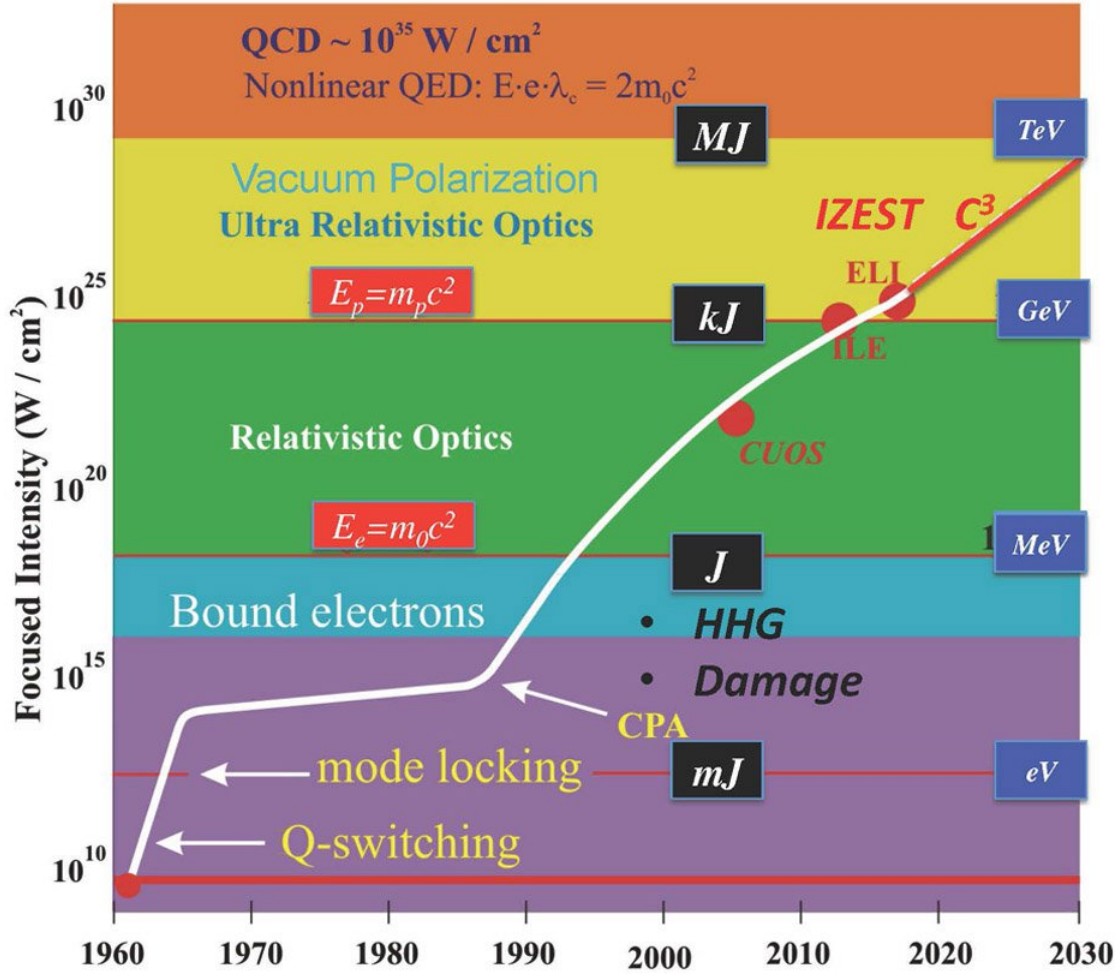 QCD ~ 10³⁵ W / cm²
Nonlinear QED: E·e·λc = 2m₀c²
10³⁰
MJ
TeV
Vacuum Polarization
Ultra Relativistic Optics
IZEST C³
ELI
10²⁵
Eₚ=mₚc²
kJ
GeV
ILE
Relativistic Optics
CUOS
10²⁰
Eₑ=m₀c²
1
MeV
J
Bound electrons
• HHG
10¹⁵
• Damage
CPA
mode locking
mJ
eV
Q-switching
10¹⁰
Focused Intensity (W / cm²)
1960 1970 1980 1990 2000 2010 2020 2030